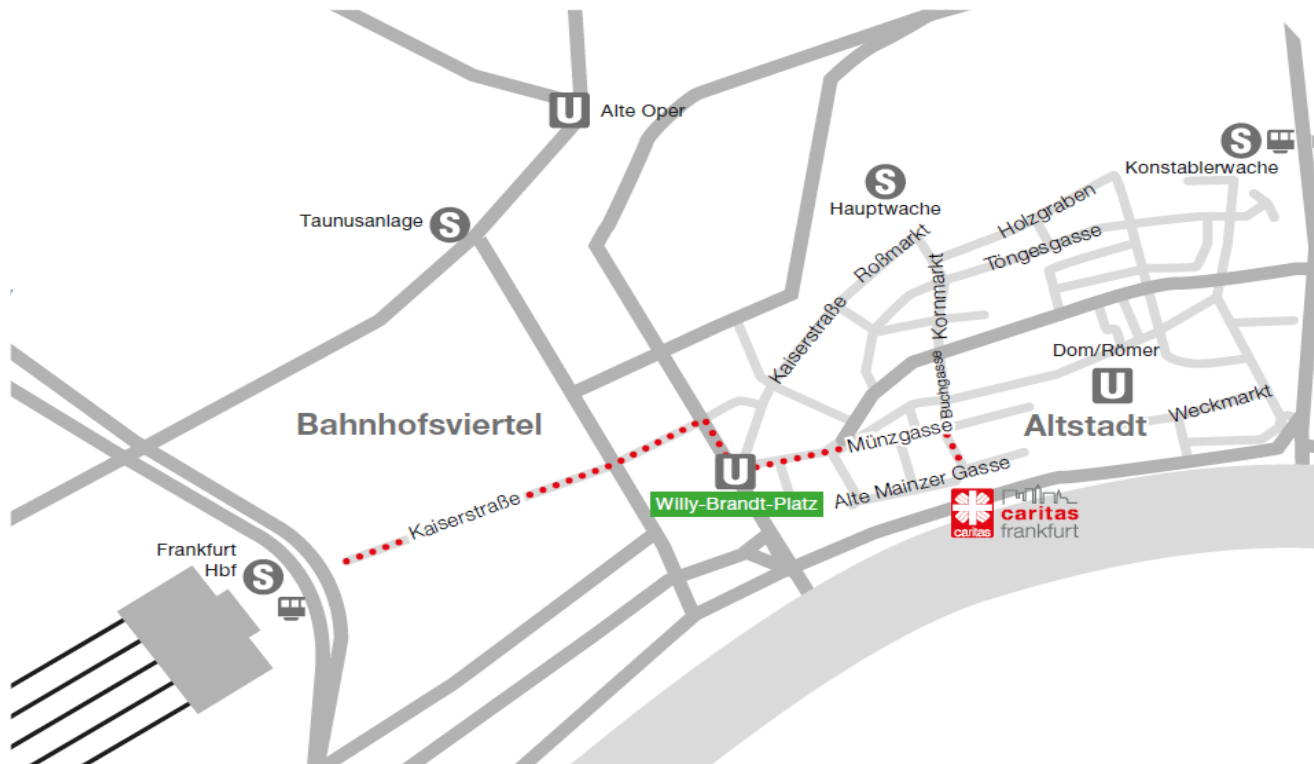 U
Alte Oper
S
Konstablerwache
S
Hauptwache
Taunusanlage
S
Holzgraben
Roßmarkt
Töngesgasse
Kornmarkt
Kaiserstraße
Dom/Römer
U
Buchgasse
Bahnhofsviertel
Weckmarkt
Altstadt
Münzgasse
U
Alte Mainzer Gasse
Willy-Brandt-Platz
Kaiserstraße
caritas
caritas
frankfurt
Frankfurt
Hbf
S